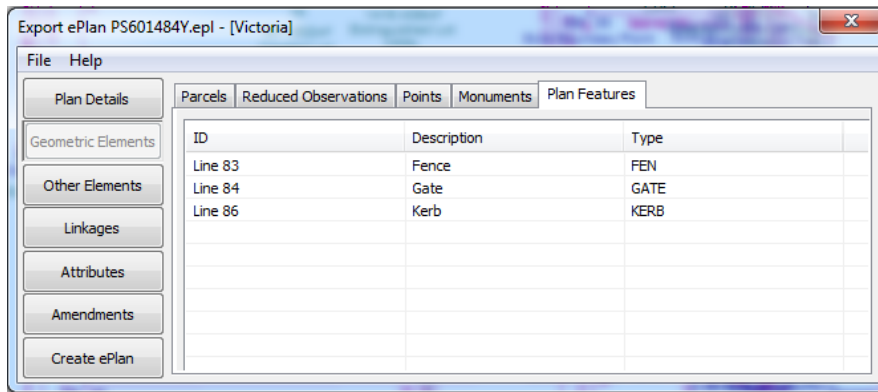 Export ePlan PS601484Y.epl - [Victoria]
File Help
Plan Details
Geometric Elements
Other Elements
Linkages
Attributes
Amendments
Create ePlan
Parcels Reduced Observations Points Monuments Plan Features
ID Description Type
Line 83 Fence FEN
Line 84 Gate GATE
Line 86 Kerb KERB